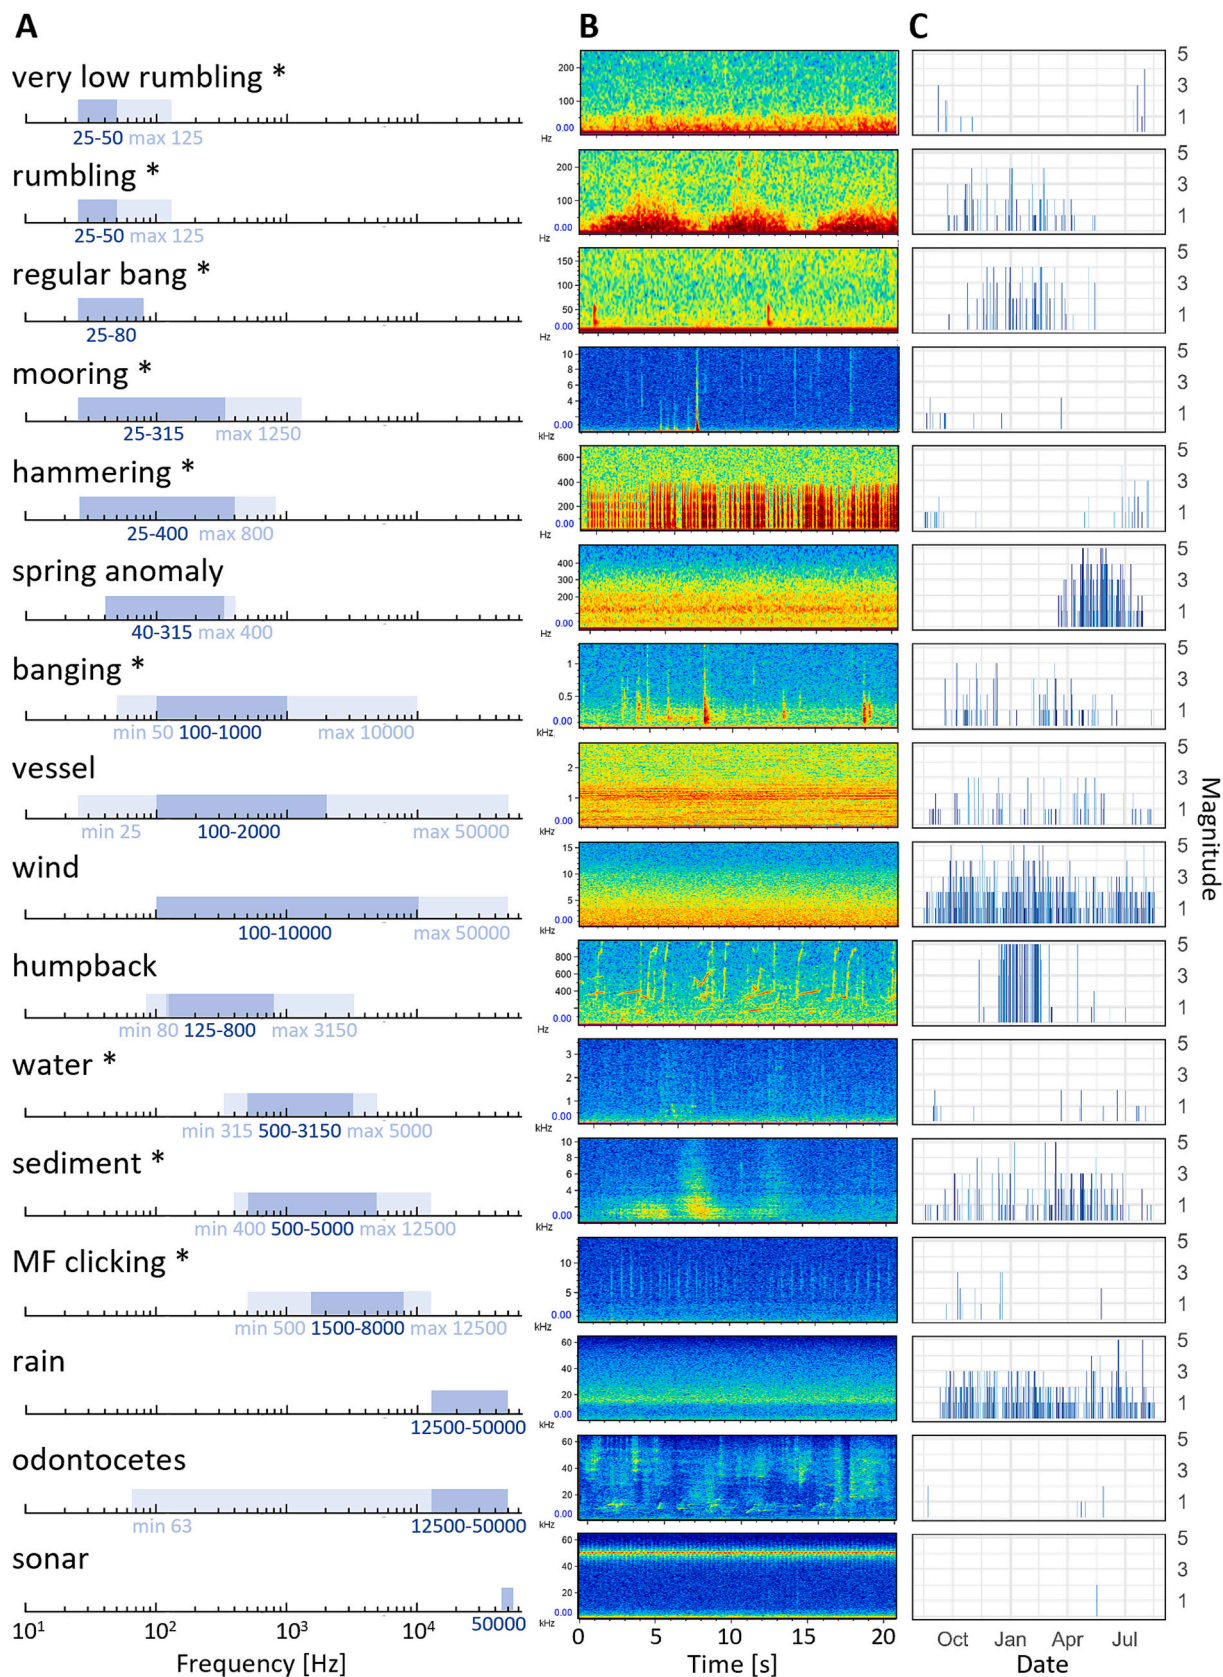 A B C
very low rumbling *
25-50 max 125
200
100
0.00
Hz
5
3
1
rumbling *
25-50 max 125
200
100
0.00
Hz
5
3
1
regular bang *
25-80
150
100
50
0.00
Hz
5
3
1
mooring *
25-315 max 1250
10
8
4
0.00
kHz
5
3
1
hammering *
25-400 max 800
600
400
200
0.00
Hz
5
3
1
spring anomaly
40-315 max 400
400
300
200
0.00
Hz
5
3
1
banging *
min 50 100-1000 max 10000
1
0.5
0.00
kHz
5
3
1
vessel
min 25 100-2000 max 50000
2
1
0.00
kHz
5
3
1
Magnitude
wind
100-10000 max 50000
15
10
5
0.00
kHz
5
3
1
humpback
min 80 125-800 max 3150
800
600
400
0.00
Hz
5
3
1
water *
min 315 500-3150 max 5000
3
2
1
0.00
kHz
5
3
1
sediment *
min 400 500-5000 max 12500
10
8
4
0.00
kHz
5
3
1
MF clicking *
min 500 1500-8000 max 12500
10
5
0.00
kHz
5
3
1
rain
12500-50000
60
40
20
0.00
kHz
5
3
1
odontocetes
min 63 12500-50000
60
40
20
0.00
kHz
5
3
1
sonar
50000
60
40
20
0.00
kHz
5
3
1
10¹ 10² 10³ 10⁴
0 5 10 15 20
Oct Jan Apr Jul
Frequency [Hz] Time [s] Date